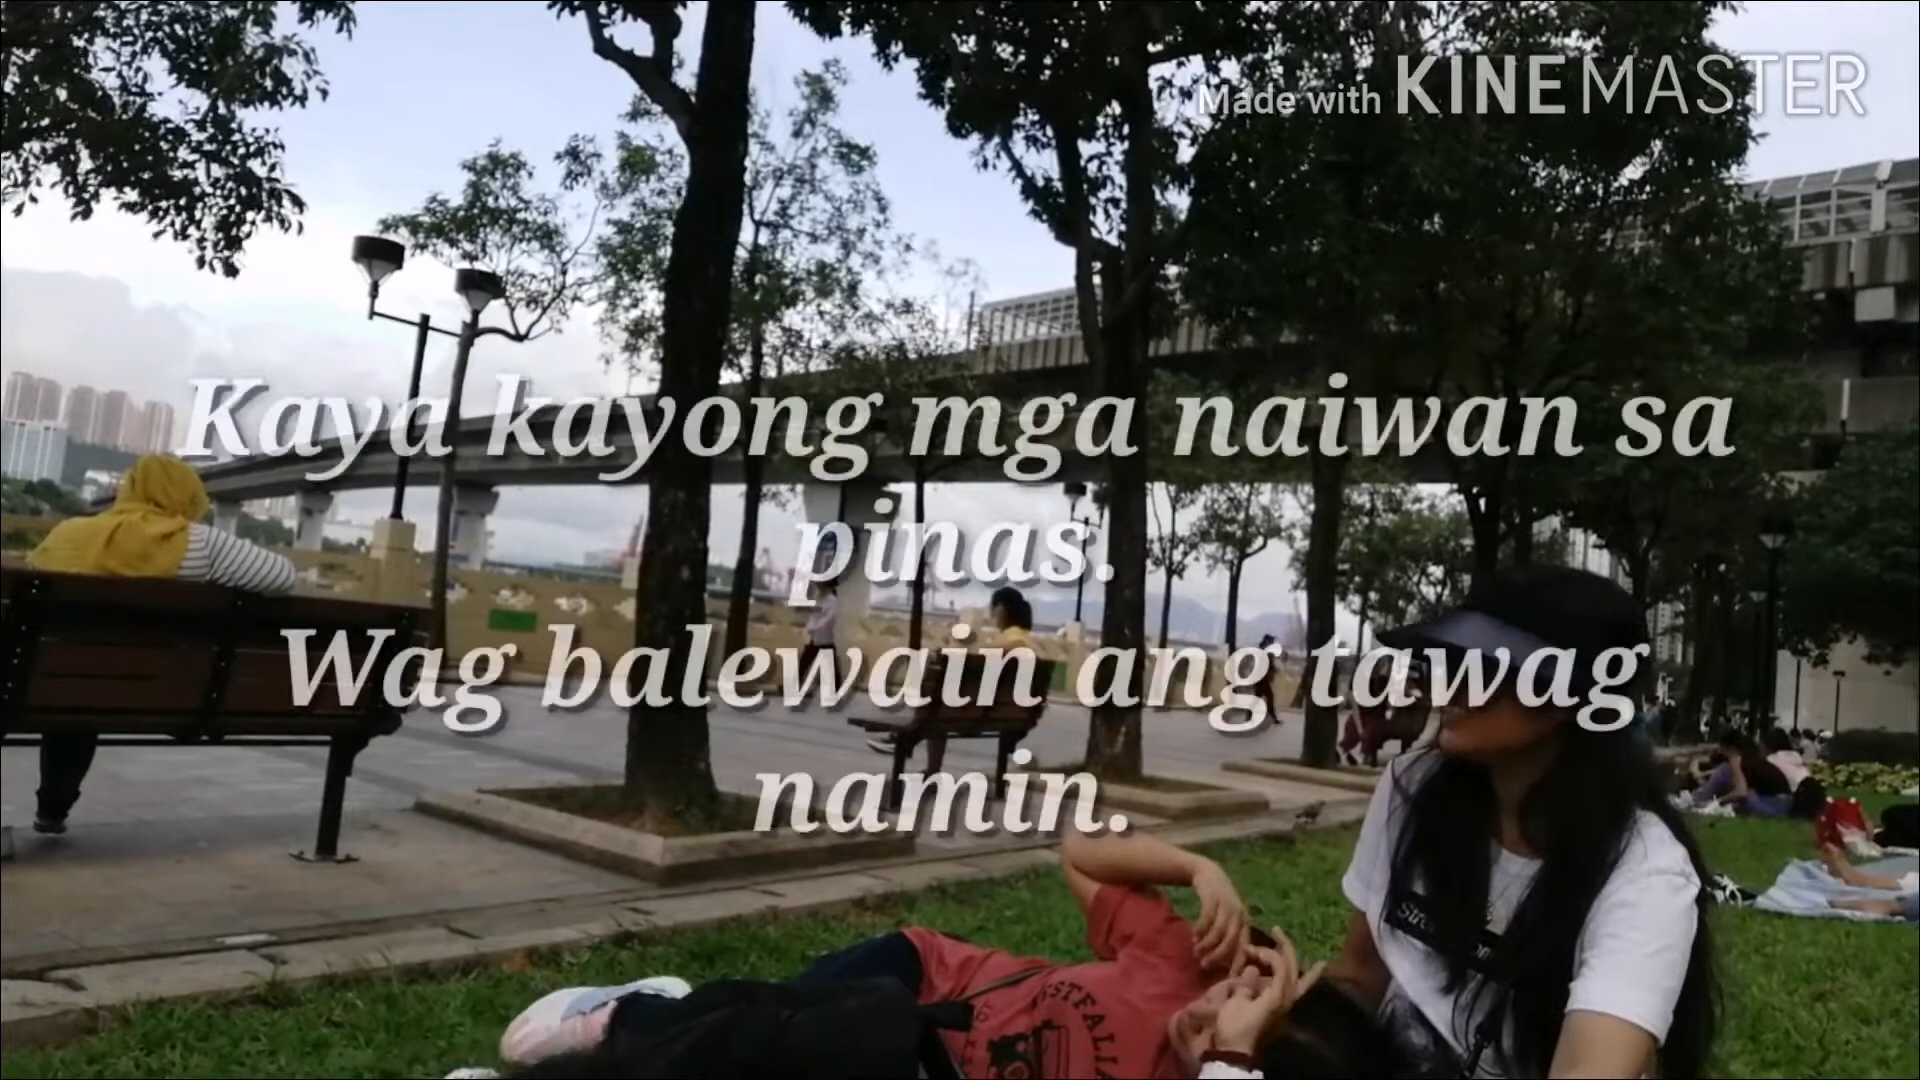 Made with KINEMASTER
Kaya kayong mga naiwan sa
pinas.
Wag balewain ang tawag
namin.